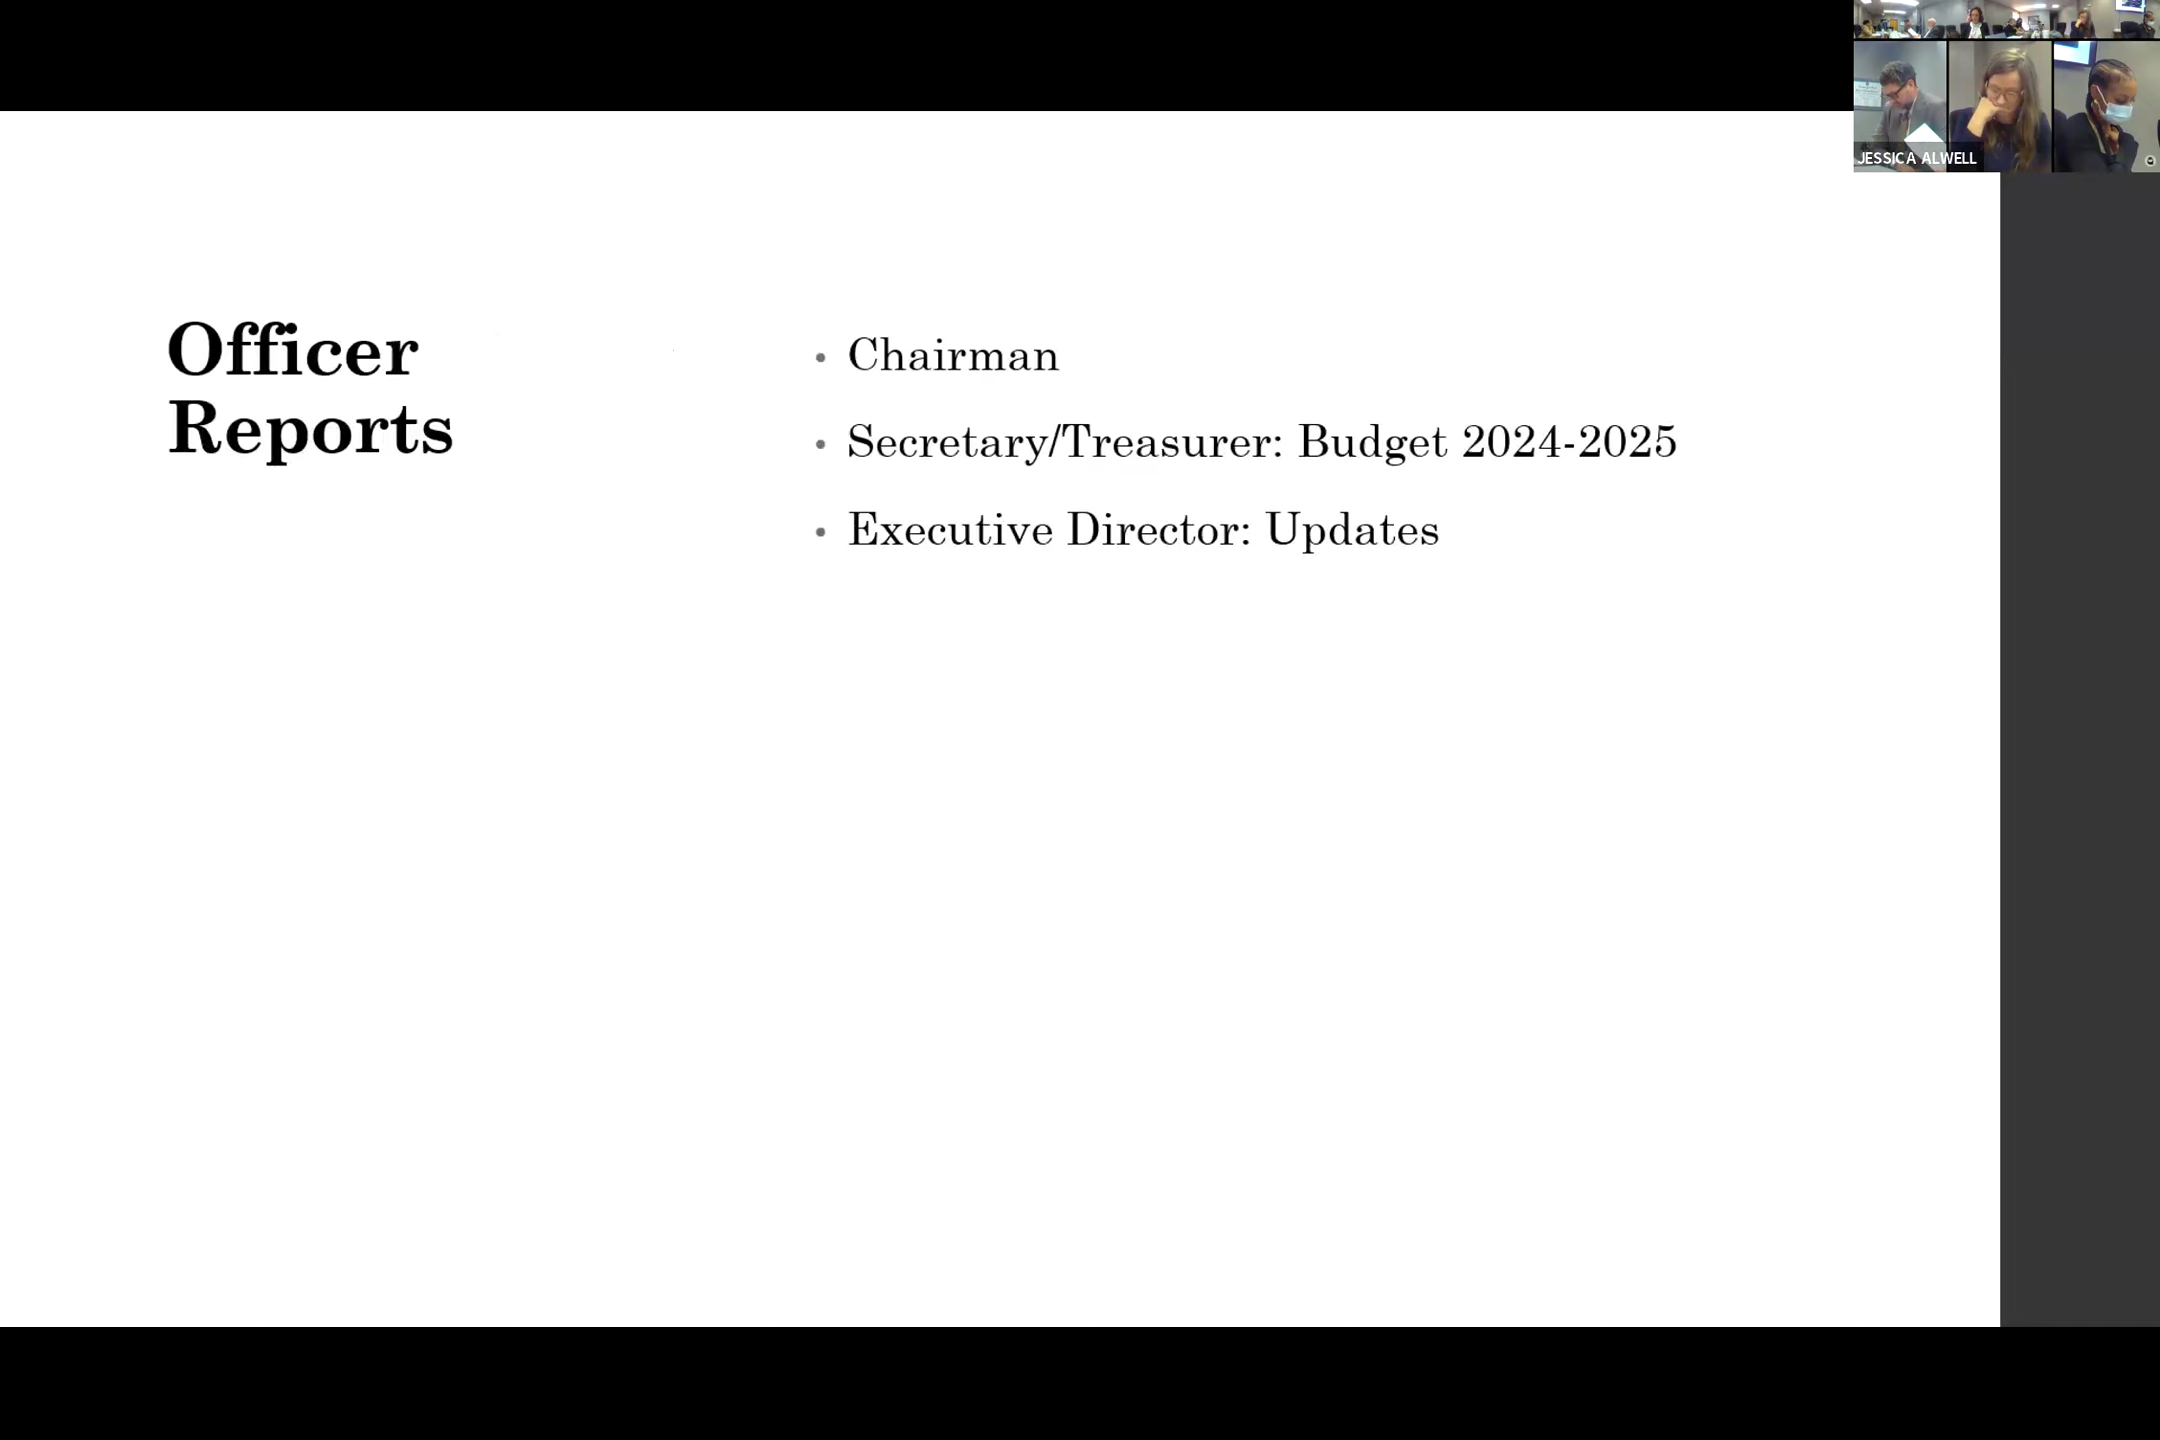 JESSICA ALWELL
Officer
Reports
• Chairman
• Secretary/Treasurer: Budget 2024-2025
• Executive Director: Updates